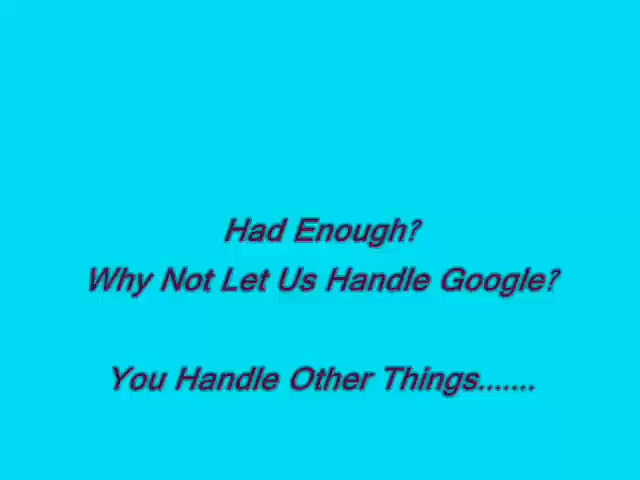 Had Enough?
Why Not Let Us Handle Google?
You Handle Other Things.......